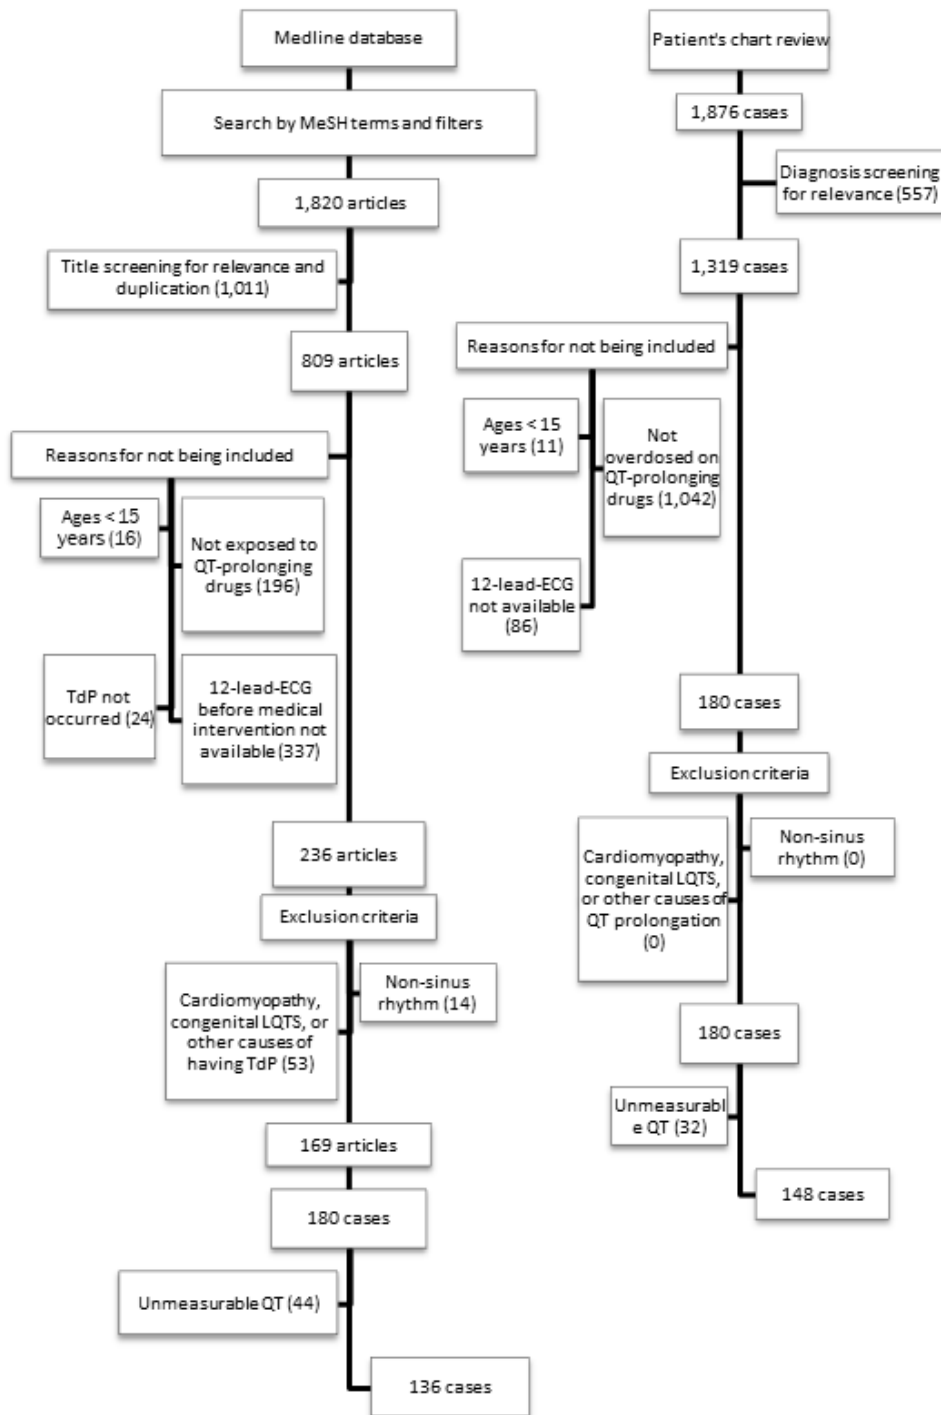 Medline database
Search by MeSH terms and filters
1,820 articles
Title screening for relevance and
duplication (1,011)
809 articles
Reasons for not being included
Ages < 15
years (16)
Not exposed to
QT-prolonging
drugs (196)
TdP not
occurred (24)
12-lead-ECG
before medical
intervention not
available (337)
236 articles
Exclusion criteria
Non-sinus
rhythm (14)
Cardiomyopathy,
congenital LQTS, or
other causes of
having TdP (53)
169 articles
180 cases
Unmeasurable QT (44)
136 cases
Patient's chart review
1,876 cases
Diagnosis screening
for relevance (557)
1,319 cases
Reasons for not being included
Ages < 15
years (11)
Not
overdosed on
QT-prolonging
drugs (1,042)
12-lead-ECG
not available
(86)
180 cases
Exclusion criteria
Non-sinus
rhythm (0)
Cardiomyopathy,
congenital LQTS,
or other causes of
QT prolongation
(0)
180 cases
Unmeasurabl
e QT (32)
148 cases